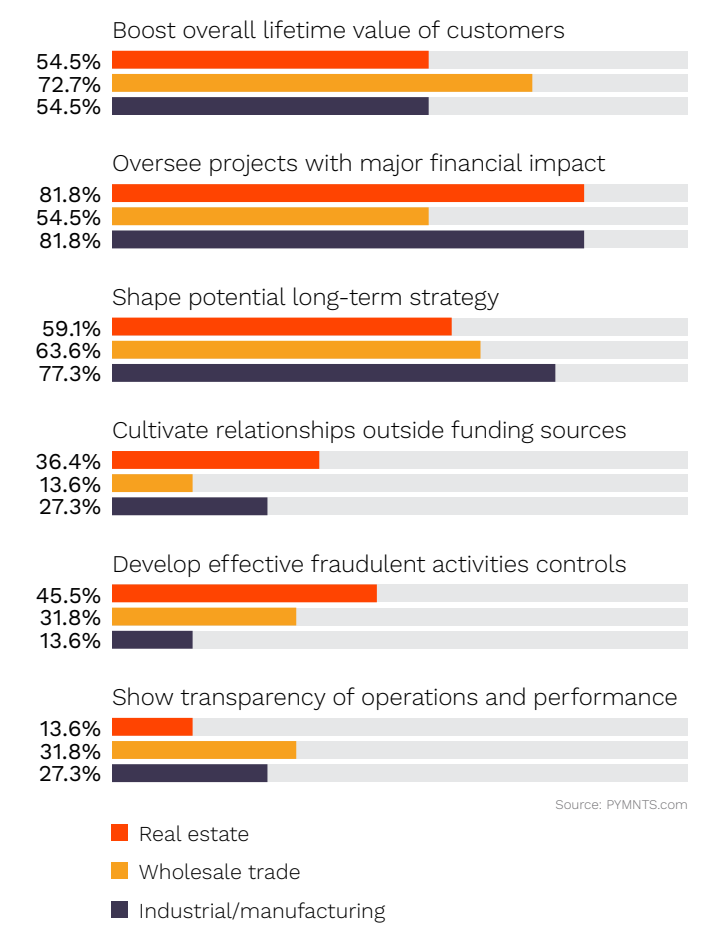 Boost overall lifetime value of customers
54.5%
72.7%
54.5%
Oversee projects with major financial impact
81.8%
54.5%
81.8%
Shape potential long-term strategy
59.1%
63.6%
77.3%
Cultivate relationships outside funding sources
36.4%
13.6%
27.3%
Develop effective fraudulent activities controls
45.5%
31.8%
13.6%
Show transparency of operations and performance
13.6%
31.8%
27.3%
Source: PYMNTS.com
Real estate
Wholesale trade
Industrial/manufacturing